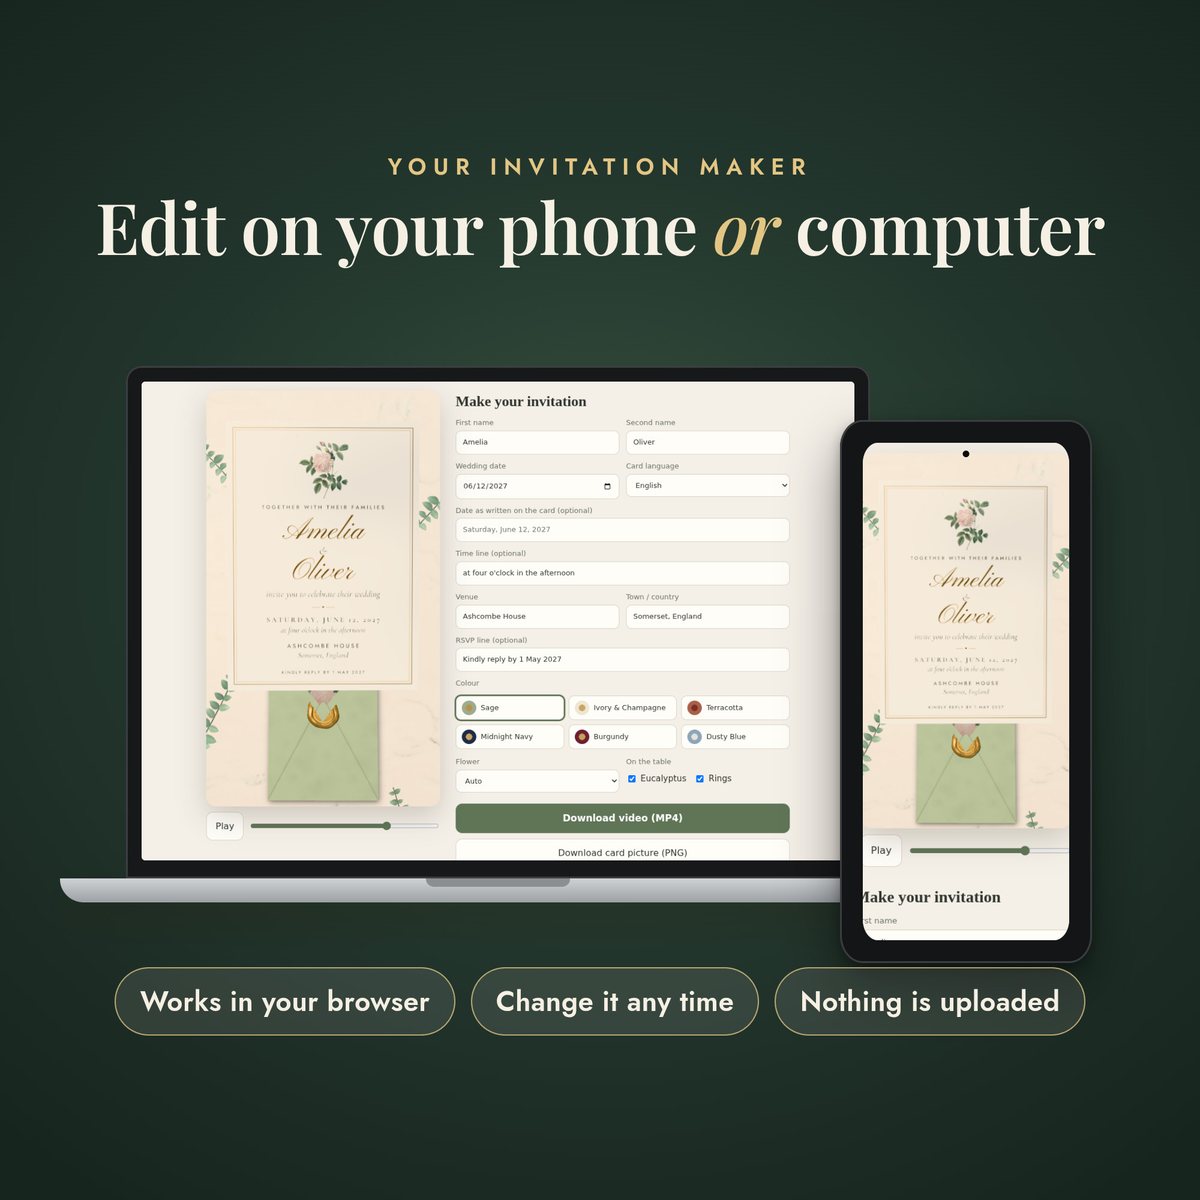 YOUR INVITATION MAKER
Edit on your phone or computer
TOGETHER WITH THEIR FAMILIES
Amelia
&
Oliver
invite you to celebrate their wedding
SATURDAY, JUNE 12, 2027
at four o'clock in the afternoon
ASHCOMBE HOUSE
Somerset, England
KINDLY REPLY BY 1 MAY 2027
Play
Make your invitation
First name
Second name
Amelia
Oliver
Wedding date
Card language
06/12/2027
English
Date as written on the card (optional)
Saturday, June 12, 2027
Time line (optional)
at four o'clock in the afternoon
Venue
Town / country
Ashcombe House
Somerset, England
RSVP line (optional)
Kindly reply by 1 May 2027
Colour
Sage
Ivory & Champagne
Terracotta
Midnight Navy
Burgundy
Dusty Blue
Flower
On the table
Auto
Eucalyptus
Rings
Download video (MP4)
Download card picture (PNG)
TOGETHER WITH THEIR FAMILIES
Amelia
&
Oliver
invite you to celebrate their wedding
SATURDAY, JUNE 12, 2027
at four o'clock in the afternoon
ASHCOMBE HOUSE
Somerset, England
KINDLY REPLY BY 1 MAY 2027
Play
Make your invitation
rst name
Works in your browser
Change it any time
Nothing is uploaded